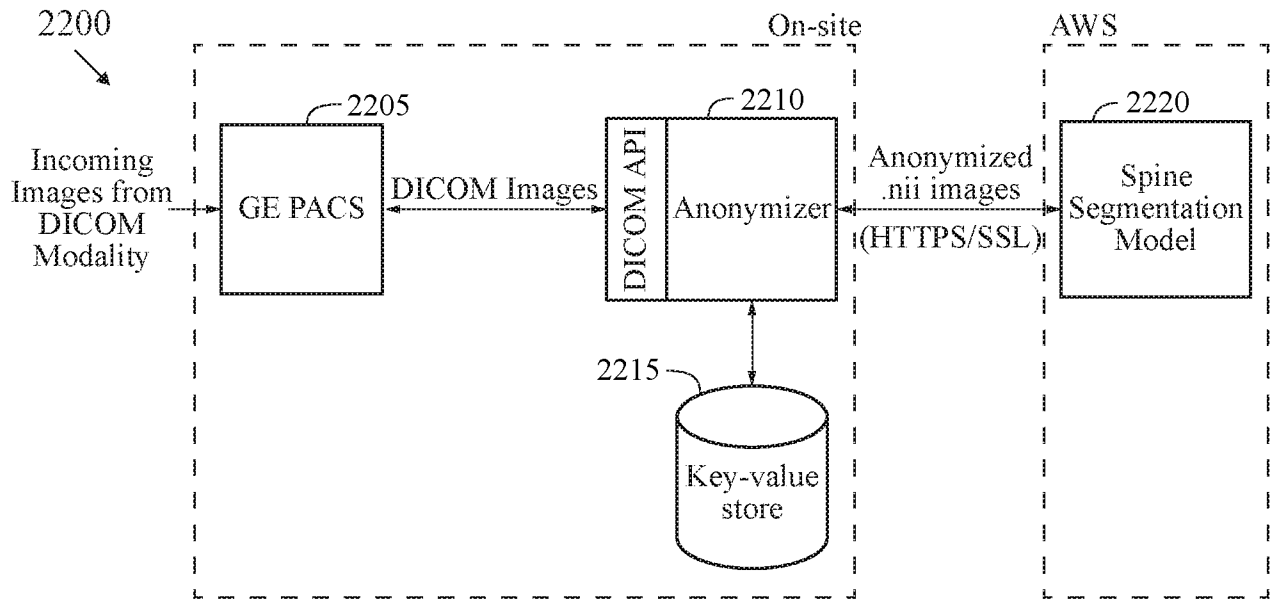 2200
On-site
AWS
2205
2210
2220
Incoming
Images from
DICOM
Modality
GE PACS
DICOM Images
DICOM API
Anonymizer
Anonymized
.nii images
(HTTPS/SSL)
Spine
Segmentation
Model
2215
Key-value
store